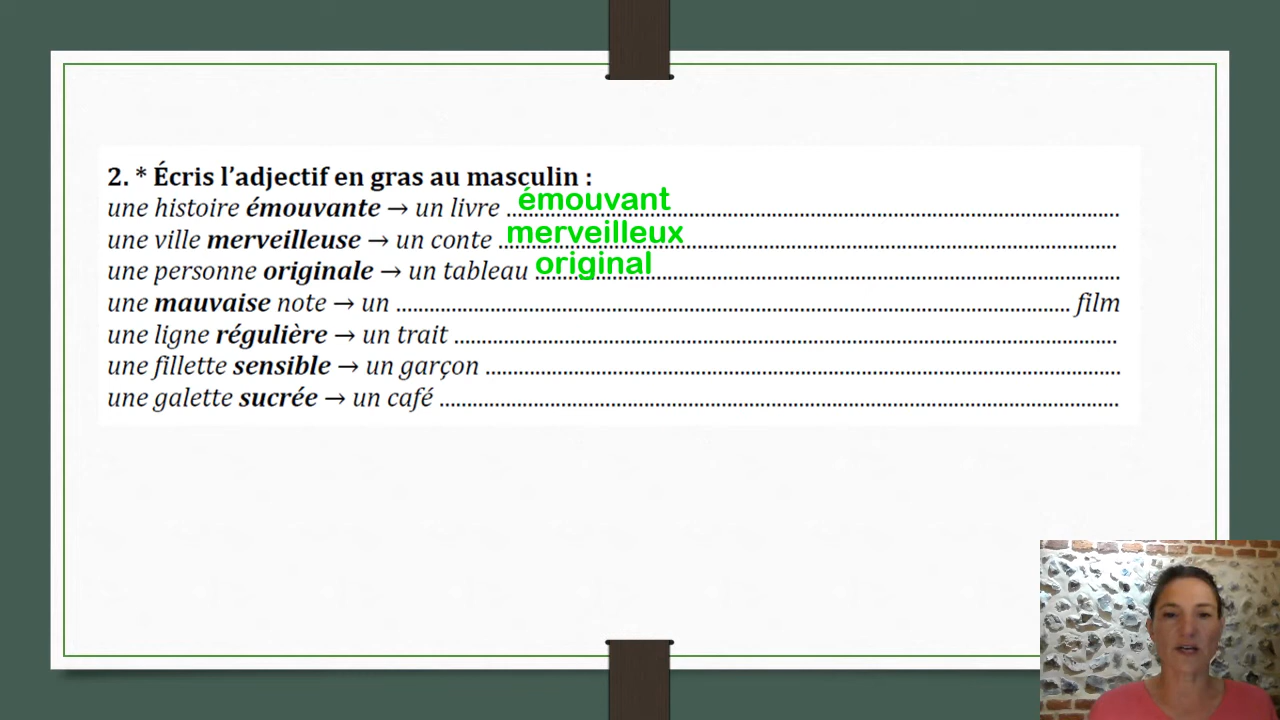 2. * Écris l’adjectif en gras au masculin :
une histoire émouvante → un livre émouvant
une ville merveilleuse → un conte merveilleux
une personne originale → un tableau original
une mauvaise note → un ........ film
une ligne régulière → un trait ........
une fillette sensible → un garçon ........
une galette sucrée → un café ........